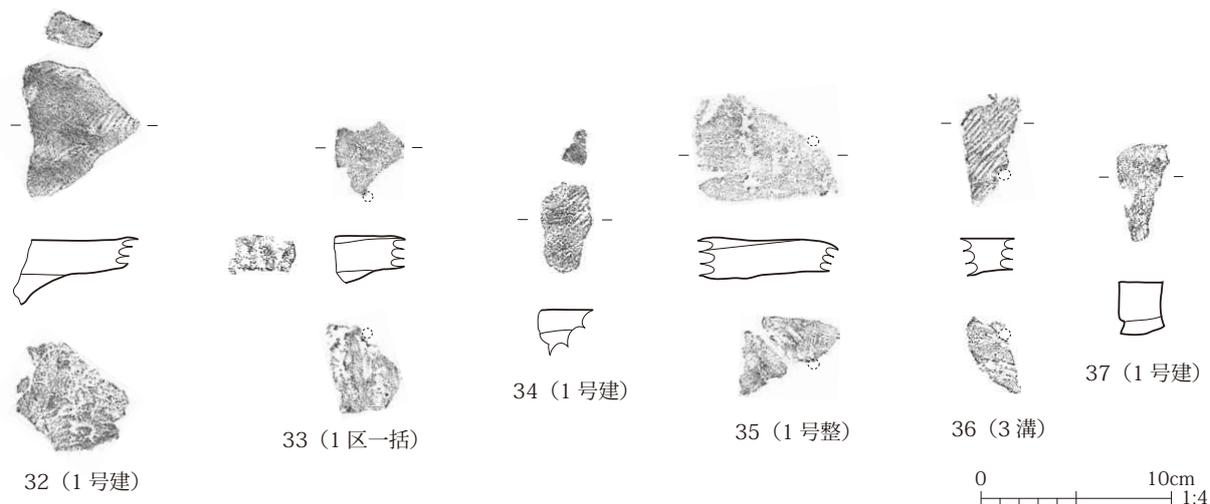 34（1 号建）
37（1 号建）
33（1 区一括）
35（1 号整）
36（3 溝）
32（1 号建）
0 10cm
1:4